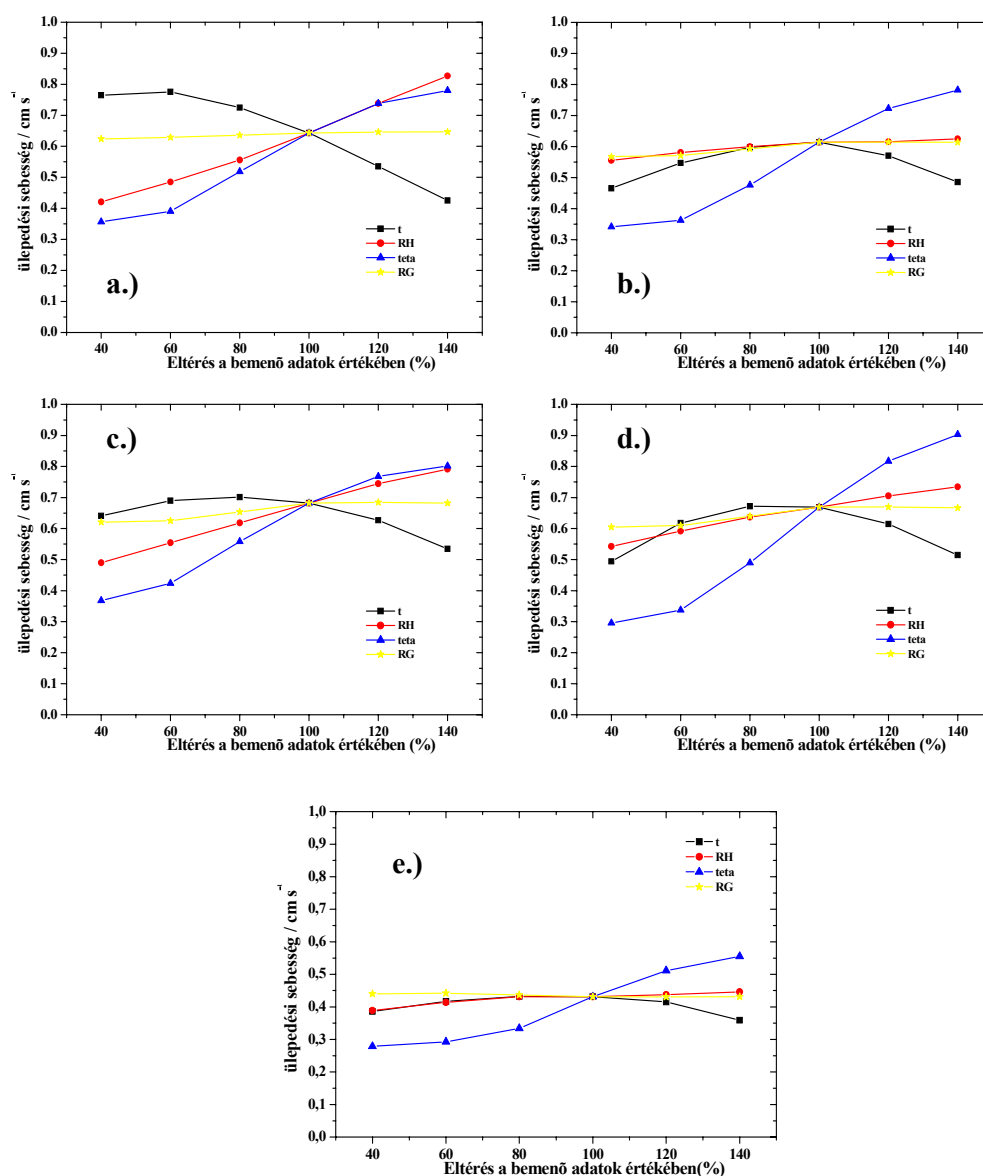 1.0
0.9
0.8
0.7
0.6
0.5
0.4
0.3
0.2
0.1
0.0
ülepedési sebesség / cm s⁻¹
a.)
t
RH
teta
RG
40 60 80 100 120 140
Eltérés a bemenõ adatok értékében (%)
1.0
0.9
0.8
0.7
0.6
0.5
0.4
0.3
0.2
0.1
0.0
ülepedési sebesség / cm s⁻¹
b.)
t
RH
teta
RG
40 60 80 100 120 140
Eltérés a bemenõ adatok értékében (%)
1.0
0.9
0.8
0.7
0.6
0.5
0.4
0.3
0.2
0.1
0.0
ülepedési sebesség / cm s⁻¹
c.)
t
RH
teta
RG
40 60 80 100 120 140
Eltérés a bemenõ adatok értékében (%)
1.0
0.9
0.8
0.7
0.6
0.5
0.4
0.3
0.2
0.1
0.0
ülepedési sebesség / cm s⁻¹
d.)
t
RH
teta
RG
40 60 80 100 120 140
Eltérés a bemenõ adatok értékében (%)
1,0
0,9
0,8
0,7
0,6
0,5
0,4
0,3
0,2
0,1
0,0
ülepedési sebesség / cm s⁻¹
e.)
t
RH
teta
RG
40 60 80 100 120 140
Eltérés a bemenõ adatok értékében(%)